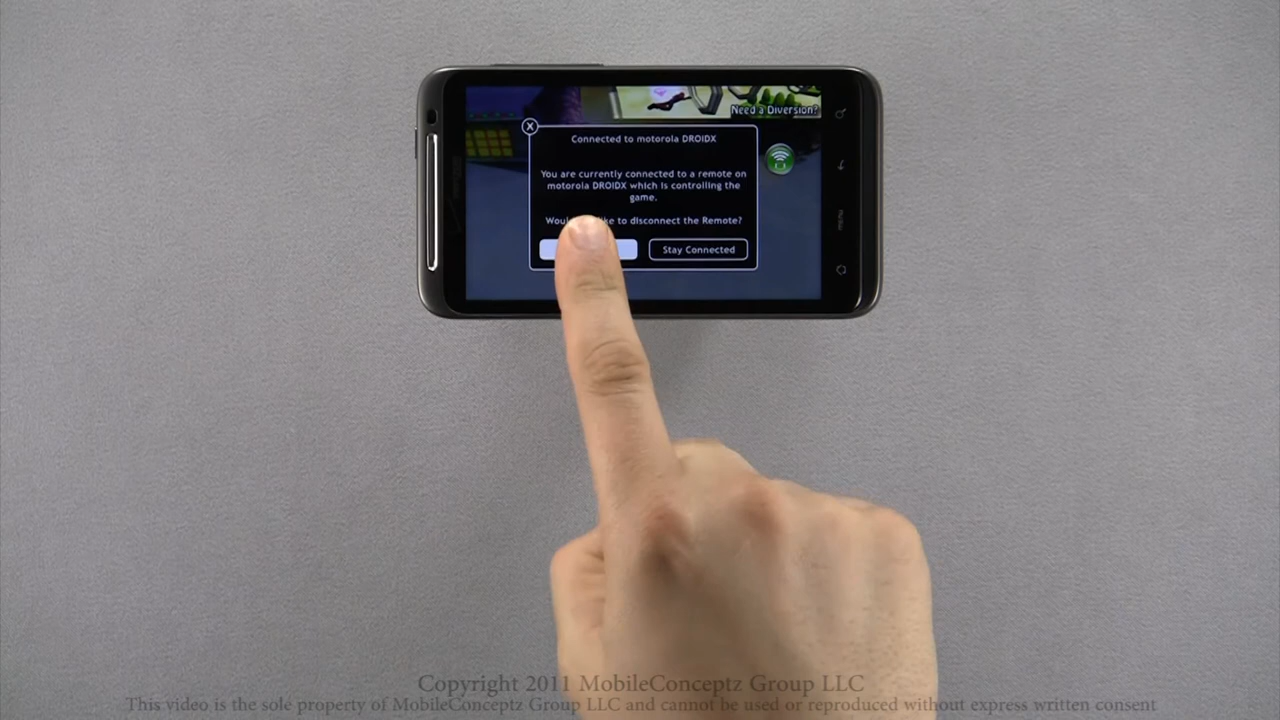 Need a Diversion?
Connected to motorola DROIDX
You are currently connected to a remote on
motorola DROIDX which is controlling the
game.
like to disconnect the Remote?
Stay Connected
menu
Copyright 2011 MobileConceptz Group LLC
This video is the sole property of MobileConceptz Group LLC and cannot be used or reproduced without express written consent